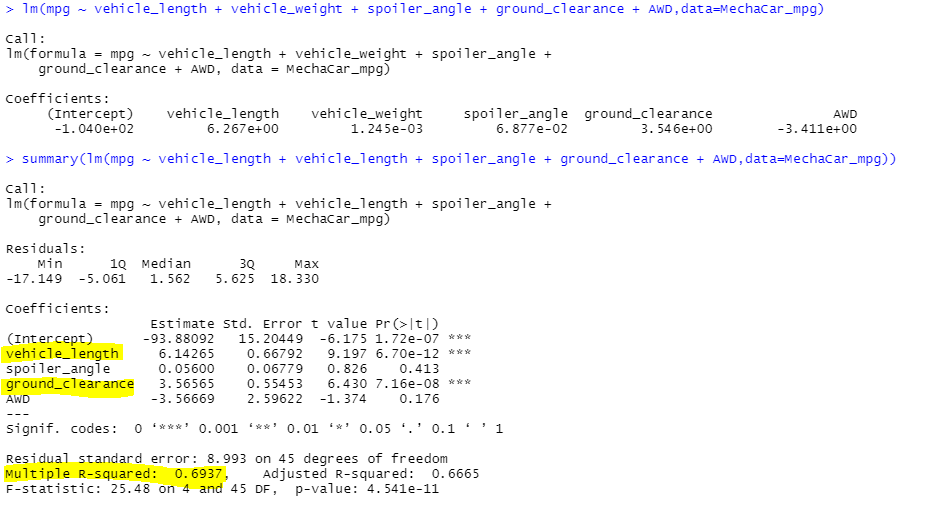 > lm(mpg ~ vehicle_length + vehicle_weight + spoiler_angle + ground_clearance + AWD,data=MechaCar_mpg)
Call:
lm(formula = mpg ~ vehicle_length + vehicle_weight + spoiler_angle +
    ground_clearance + AWD, data = MechaCar_mpg)
Coefficients:
     (Intercept)    vehicle_length    vehicle_weight     spoiler_angle  ground_clearance               AWD
      -1.040e+02         6.267e+00         1.245e-03         6.877e-02         3.546e+00        -3.411e+00
> summary(lm(mpg ~ vehicle_length + vehicle_length + spoiler_angle + ground_clearance + AWD,data=MechaCar_mpg))
Call:
lm(formula = mpg ~ vehicle_length + vehicle_length + spoiler_angle +
    ground_clearance + AWD, data = MechaCar_mpg)
Residuals:
    Min      1Q  Median      3Q     Max
-17.149  -5.061   1.562   5.625  18.330
Coefficients:
                  Estimate Std. Error t value Pr(>|t|)
(Intercept)      -93.88092   15.20449  -6.175 1.72e-07 ***
vehicle_length     6.14265    0.66792   9.197 6.70e-12 ***
spoiler_angle      0.05600    0.06779   0.826    0.413
ground_clearance   3.56565    0.55453   6.430 7.16e-08 ***
AWD               -3.56669    2.59622  -1.374    0.176
---
Signif. codes:  0 ‘***’ 0.001 ‘**’ 0.01 ‘*’ 0.05 ‘.’ 0.1 ‘ ’ 1
Residual standard error: 8.993 on 45 degrees of freedom
Multiple R-squared:  0.6937,    Adjusted R-squared:  0.6665
F-statistic: 25.48 on 4 and 45 DF,  p-value: 4.541e-11